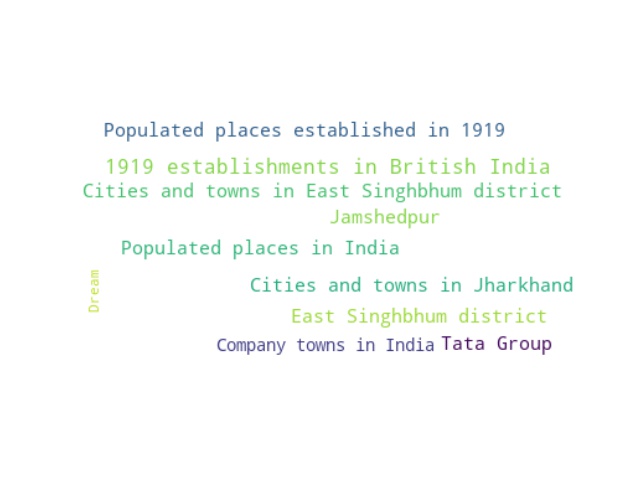 Populated places established in 1919
1919 establishments in British India
Cities and towns in East Singhbhum district
Jamshedpur
Populated places in India
Dream
Cities and towns in Jharkhand
East Singhbhum district
Company towns in India
Tata Group